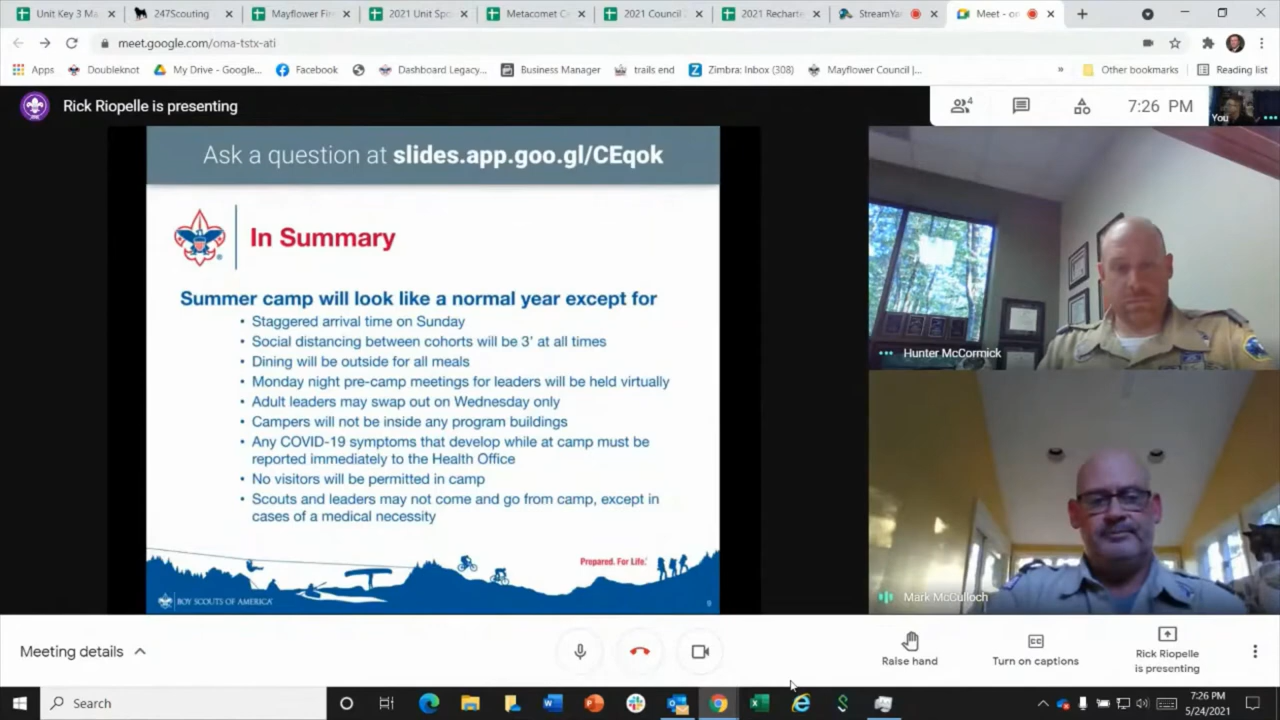 Unit Key 3 M
247Scouting
Mayflower Fin
2021 Unit Spo
Metacomet Ce
2021 Council
2021 Recharte
StreamYa
Meet - o
meet.google.com/oma-tstx-ati
Apps
Doubleknot
My Drive - Google...
Facebook
Dashboard Legacy...
Business Manager
trails end
Zimbra: Inbox (308)
Mayflower Council |...
»
Other bookmarks
Reading list
Rick Riopelle is presenting
4
7:26 PM
You
Ask a question at slides.app.goo.gl/CEqok
In Summary
Summer camp will look like a normal year except for
• Staggered arrival time on Sunday
• Social distancing between cohorts will be 3' at all times
• Dining will be outside for all meals
• Monday night pre-camp meetings for leaders will be held virtually
• Adult leaders may swap out on Wednesday only
• Campers will not be inside any program buildings
• Any COVID-19 symptoms that develop while at camp must be
reported immediately to the Health Office
• No visitors will be permitted in camp
• Scouts and leaders may not come and go from camp, except in
cases of a medical necessity
Prepared. For Life.
BOY SCOUTS OF AMERICA
9
Hunter McCormick
Mark McCulloch
Meeting details
Raise hand
Turn on captions
Rick Riopelle
is presenting
Search
7:26 PM
5/24/2021